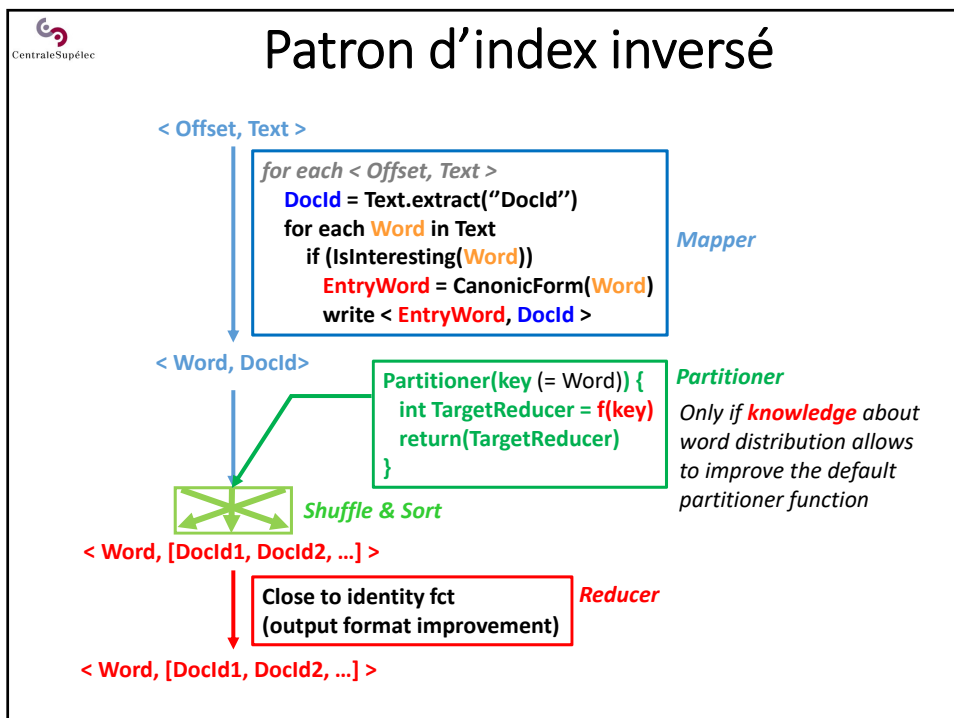 CentraleSupélec
Patron d’index inversé
< Offset, Text >
for each < Offset, Text >
DocId = Text.extract(‘’DocId’’)
for each Word in Text
if (IsInteresting(Word))
EntryWord = CanonicForm(Word)
write < EntryWord, DocId >
Mapper
< Word, DocId>
Partitioner(key (= Word)) {
int TargetReducer = f(key)
return(TargetReducer)
}
Partitioner
Only if knowledge about
word distribution allows
to improve the default
partitioner function
Shuffle & Sort
< Word, [DocId1, DocId2, …] >
Close to identity fct
(output format improvement)
Reducer
< Word, [DocId1, DocId2, …] >